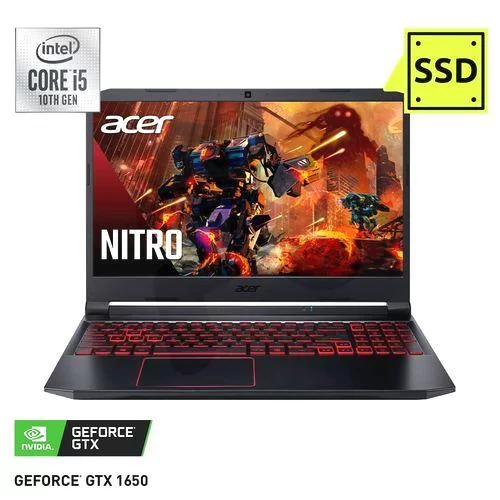 intel
CORE i5
10TH GEN
SSD
acer
NITRO
acer
NVIDIA.
GEFORCE®
GTX
GEFORCE® GTX 1650